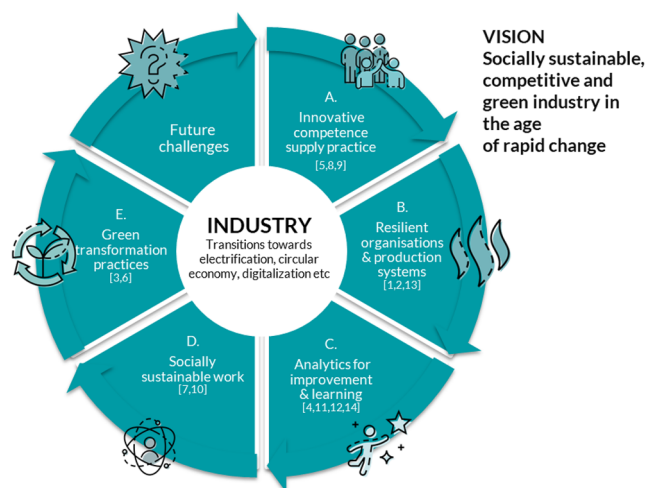 VISION
Socially sustainable,
competitive and
green industry in
the age
of rapid change
A.
Innovative
competence
supply practice
[5,8,9]
B.
Resilient
organisations
& production
systems
[1,2,13]
C.
Analytics for
improvement
& learning
[4,11,12,14]
D.
Socially
sustainable work
[7,10]
E.
Green
transformation
practices
[3,6]
Future
challenges
INDUSTRY
Transitions towards
electrification, circular
economy, digitalization etc